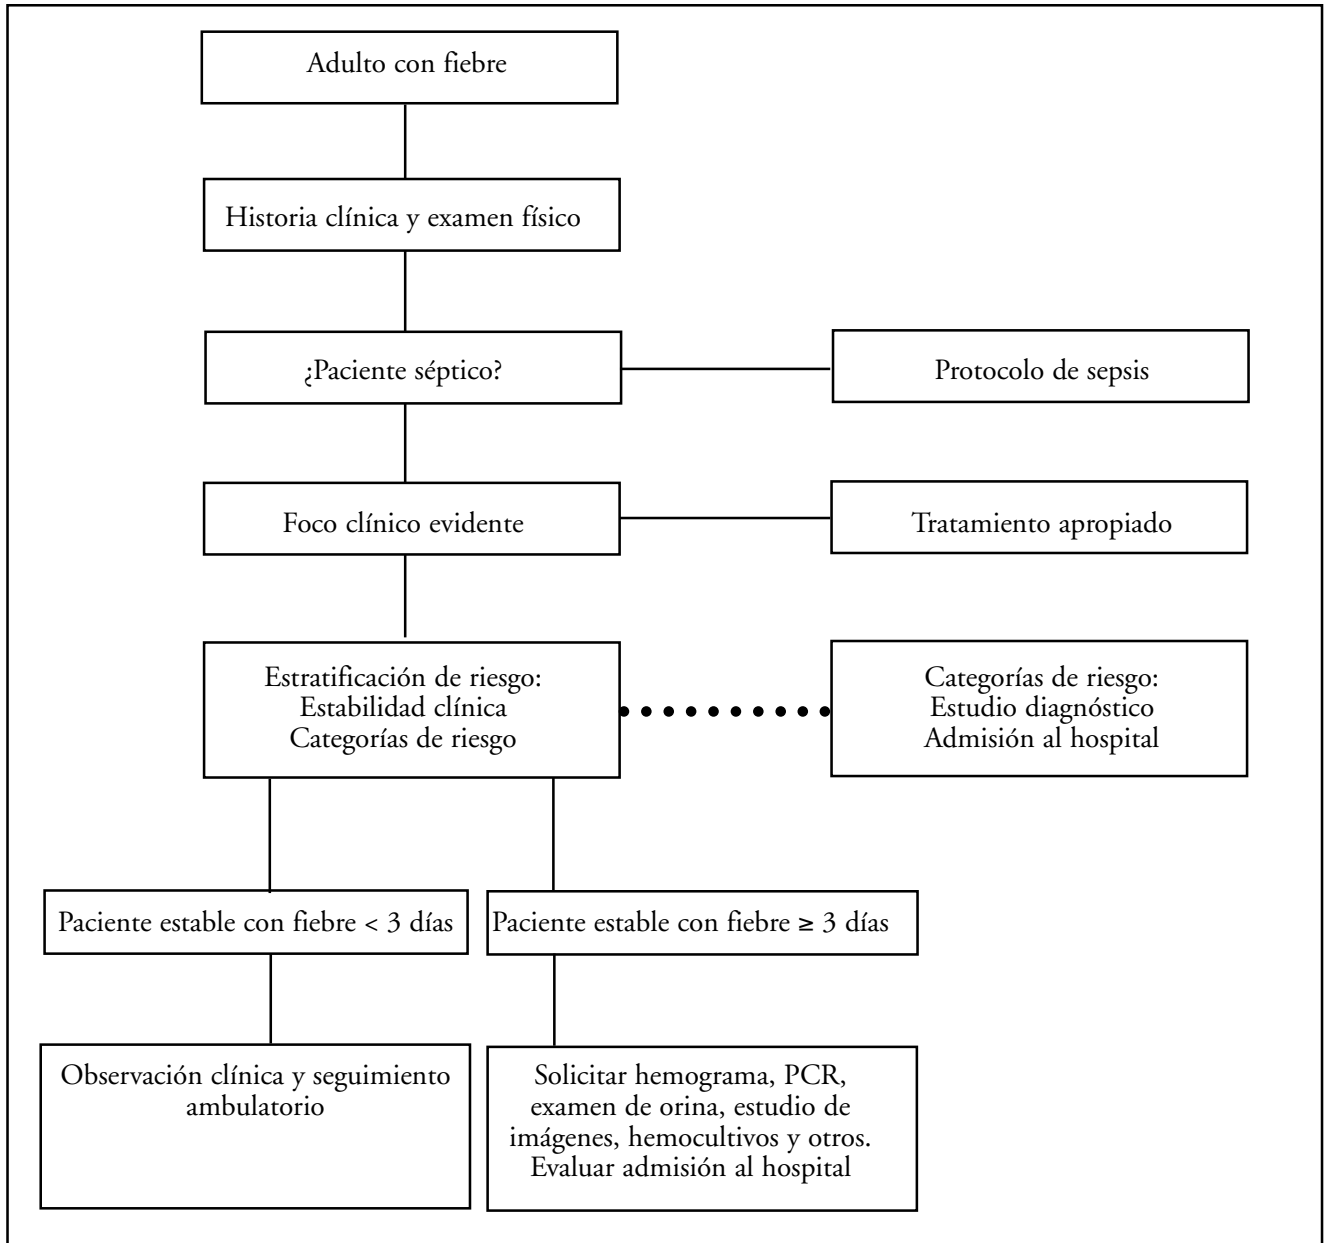 Adulto con fiebre
Historia clínica y examen físico
¿Paciente séptico?
Protocolo de sepsis
Foco clínico evidente
Tratamiento apropiado
Estratificación de riesgo:
Estabilidad clínica
Categorías de riesgo
Categorías de riesgo:
Estudio diagnóstico
Admisión al hospital
Paciente estable con fiebre < 3 días
Paciente estable con fiebre ≥ 3 días
Observación clínica y seguimiento
ambulatorio
Solicitar hemograma, PCR,
examen de orina, estudio de
imágenes, hemocultivos y otros.
Evaluar admisión al hospital